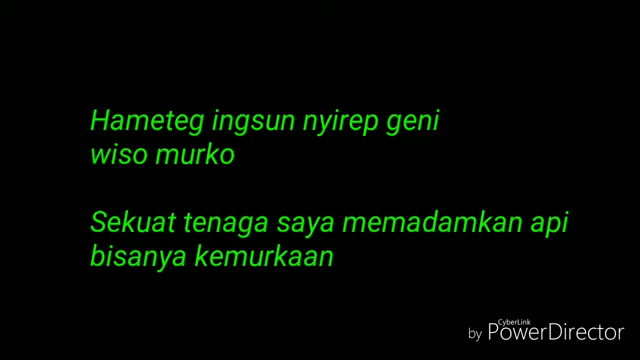 Hameteg ingsun nyirep geni
wiso murko
Sekuat tenaga saya memadamkan api
bisanya kemurkaan
CyberLink
by PowerDirector